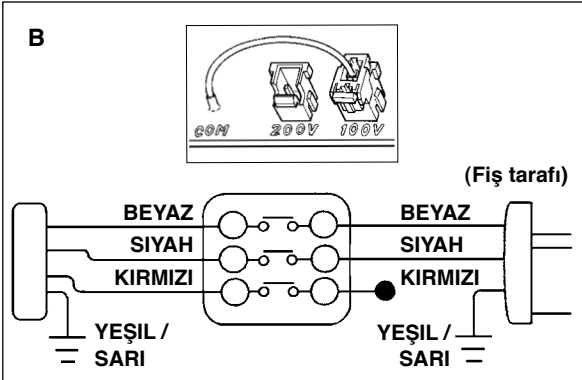 B
COM 200V 100V
(Fiş tarafı)
BEYAZ BEYAZ
SIYAH SIYAH
KIRMIZI KIRMIZI
YEŞIL / YEŞIL /
SARI SARI